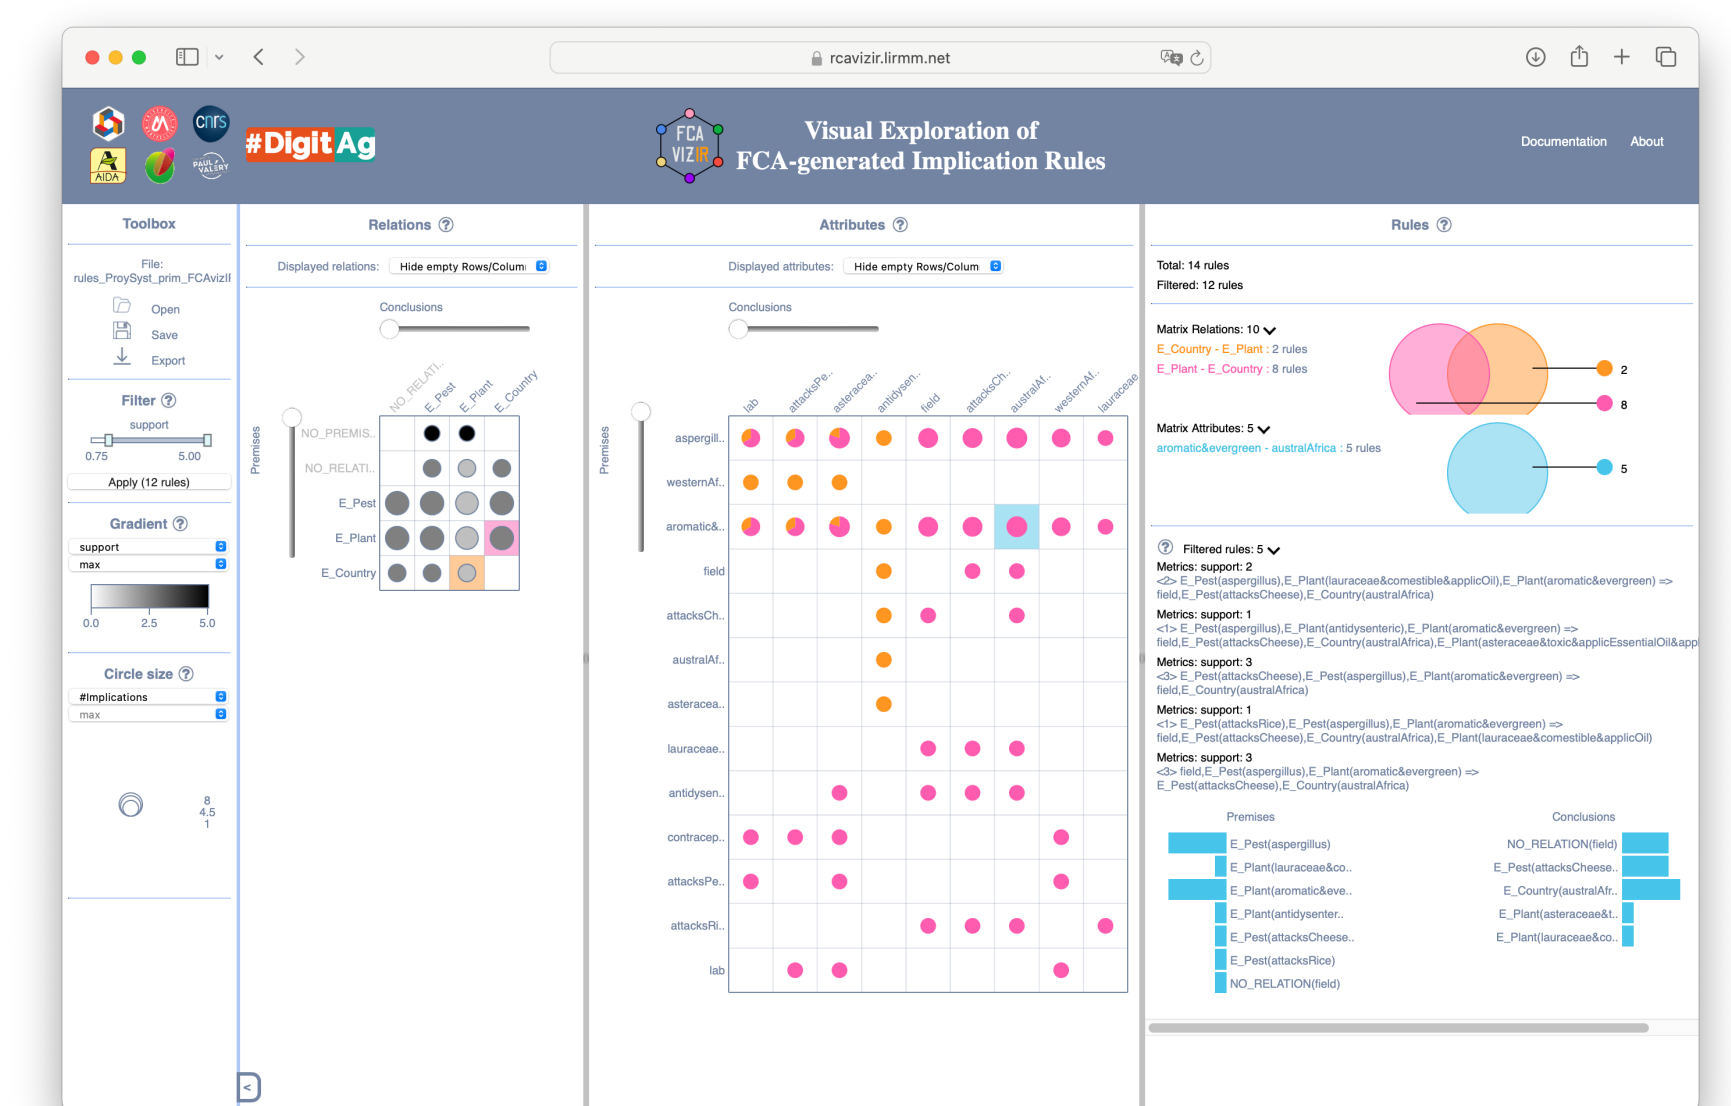 rcavizir.lirmm.net
cnrs
AIDA
PAUL VALÉRY
#DigitAg
FCA
VIZIR
Visual Exploration of
FCA-generated Implication Rules
Documentation
About
Toolbox
File:
rules_ProySyst_prim_FCAvizIF
Open
Save
Export
Filter ?
support
0.75 5.00
Apply (12 rules)
Gradient ?
support
max
0.0 2.5 5.0
Circle size ?
#Implications
max
8
4.5
1
Relations ?
Displayed relations: Hide empty Rows/Colum
Conclusions
NO_RELATI..
E_Pest
E_Plant
E_Country
Premises
NO_PREMIS..
NO_RELATI..
E_Pest
E_Plant
E_Country
<
Attributes ?
Displayed attributes: Hide empty Rows/Colum
Conclusions
lab
attacksPe..
asteracea..
antidysen..
field
attacksCh..
australAf..
westernAf..
lauraceae
Premises
aspergill..
westernAf..
aromatic&..
field
attacksCh..
australAf..
asteracea..
lauraceae..
antidysen..
contracep..
attacksPe..
attacksRi..
lab
Rules ?
Total: 14 rules
Filtered: 12 rules
Matrix Relations: 10
E_Country - E_Plant : 2 rules
E_Plant - E_Country : 8 rules
2
8
Matrix Attributes: 5
aromatic&evergreen - australAfrica : 5 rules
5
? Filtered rules: 5
Metrics: support: 2
<2> E_Pest(aspergillus),E_Plant(lauraceae&comestible&applicOil),E_Plant(aromatic&evergreen) =>
field,E_Pest(attacksCheese),E_Country(australAfrica)
Metrics: support: 1
<1> E_Pest(aspergillus),E_Plant(antidysenteric),E_Plant(aromatic&evergreen) =>
field,E_Pest(attacksCheese),E_Country(australAfrica),E_Plant(asteraceae&toxic&applicEssentialOil&appl
Metrics: support: 3
<3> E_Pest(attacksCheese),E_Pest(aspergillus),E_Plant(aromatic&evergreen) =>
field,E_Country(australAfrica)
Metrics: support: 1
<1> E_Pest(attacksRice),E_Pest(aspergillus),E_Plant(aromatic&evergreen) =>
field,E_Pest(attacksCheese),E_Country(australAfrica),E_Plant(lauraceae&comestible&applicOil)
Metrics: support: 3
<3> field,E_Pest(aspergillus),E_Plant(aromatic&evergreen) =>
E_Pest(attacksCheese),E_Country(australAfrica)
Premises
E_Pest(aspergillus)
E_Plant(lauraceae&co..
E_Plant(aromatic&eve..
E_Plant(antidysenter..
E_Pest(attacksCheese..
E_Pest(attacksRice)
NO_RELATION(field)
Conclusions
NO_RELATION(field)
E_Pest(attacksCheese..
E_Country(australAfr..
E_Plant(asteraceae&t..
E_Plant(lauraceae&co..